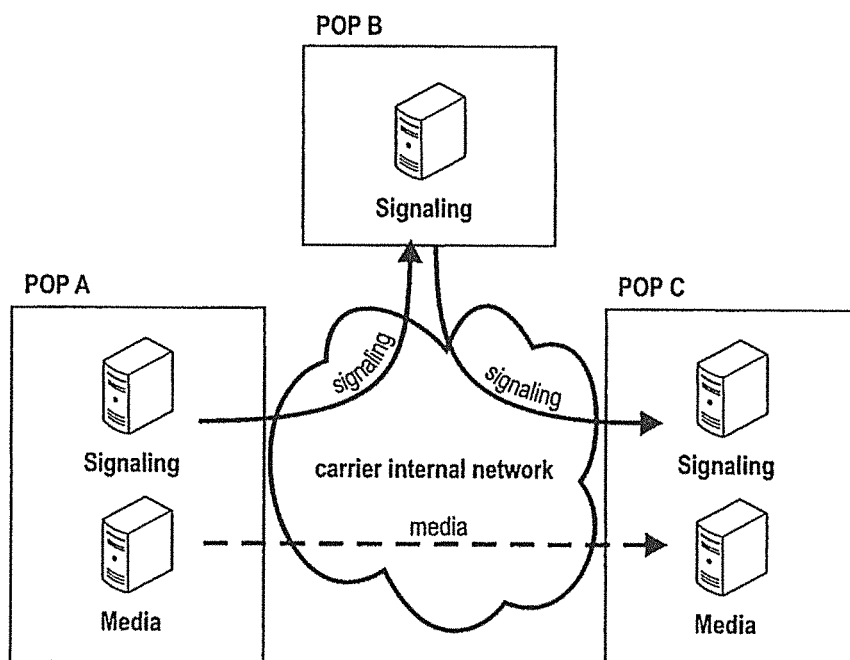 POP B
Signaling
POP A
POP C
signaling
signaling
Signaling
carrier internal network
Signaling
media
Media
Media